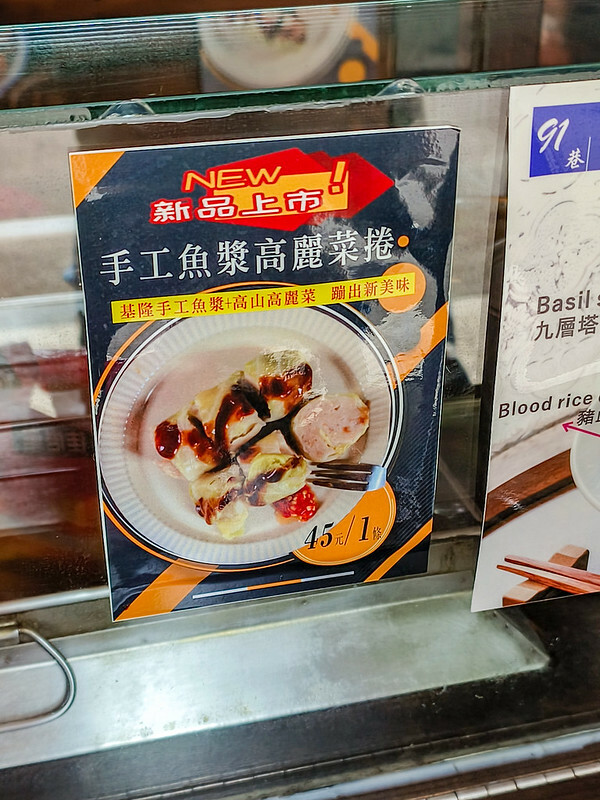 NEW!
新品上市
手工魚漿高麗菜捲
基隆手工魚漿+高山高麗菜 蹦出新美味
45元/1條
91
巷
Basil
九層塔
Blood rice
豬